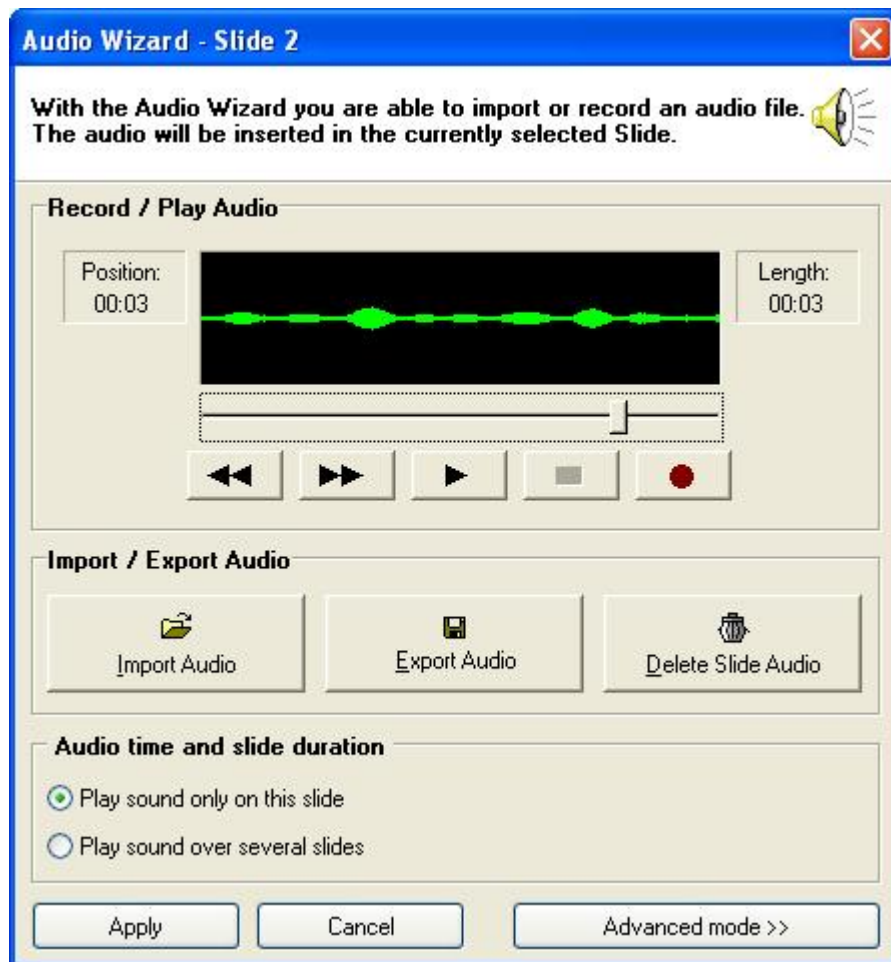 Audio Wizard - Slide 2
With the Audio Wizard you are able to import or record an audio file.
The audio will be inserted in the currently selected Slide.
Record / Play Audio
Position:
00:03
Length:
00:03
Import / Export Audio
Import Audio
Export Audio
Delete Slide Audio
Audio time and slide duration
Play sound only on this slide
Play sound over several slides
Apply
Cancel
Advanced mode >>